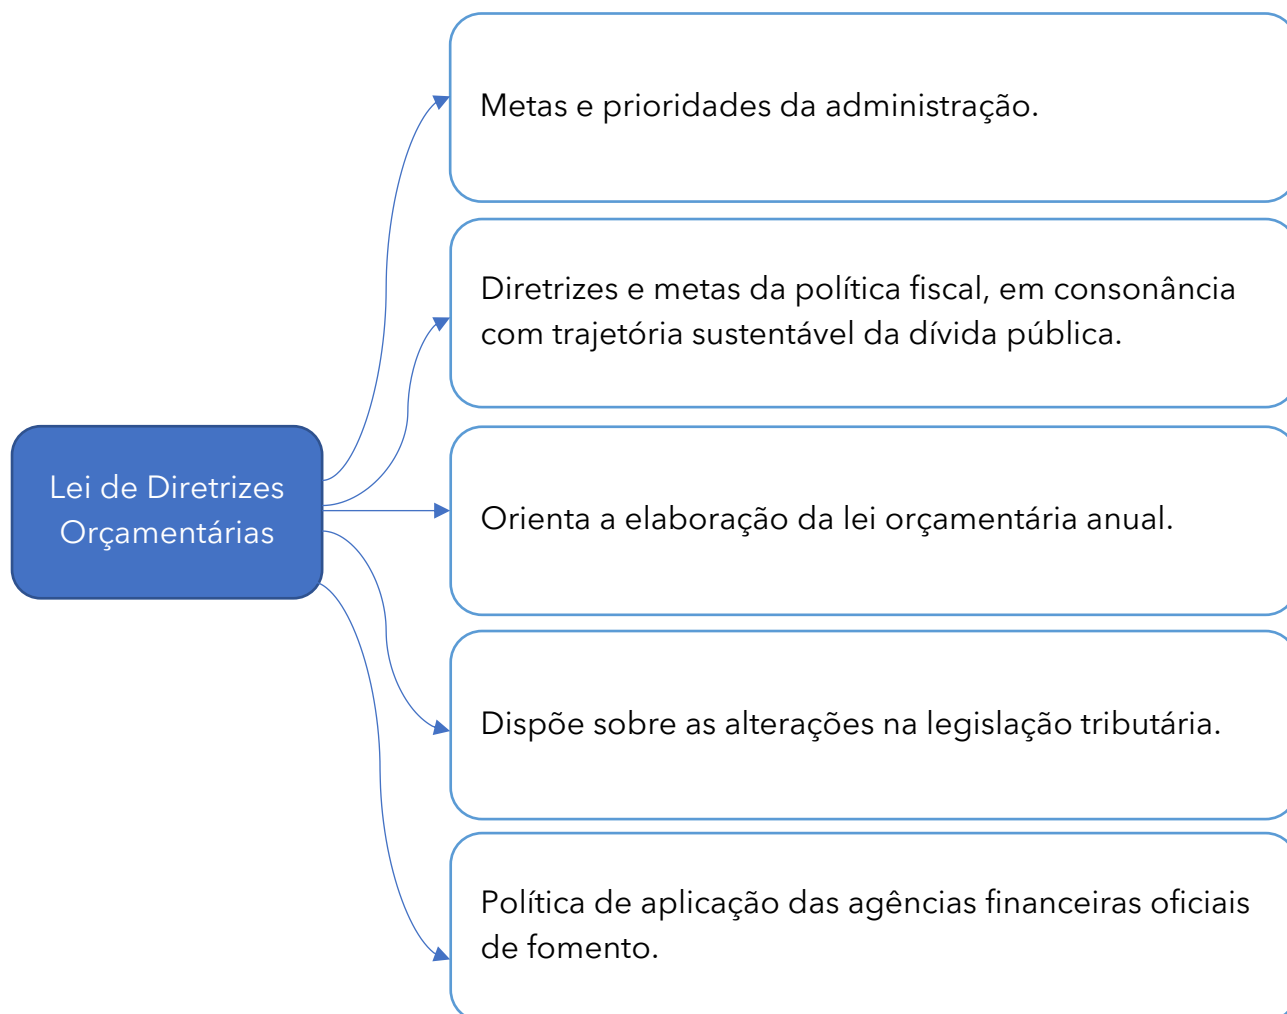 Metas e prioridades da administração.
Diretrizes e metas da política fiscal, em consonância
com trajetória sustentável da dívida pública.
Lei de Diretrizes
Orçamentárias
Orienta a elaboração da lei orçamentária anual.
Dispõe sobre as alterações na legislação tributária.
Política de aplicação das agências financeiras oficiais
de fomento.